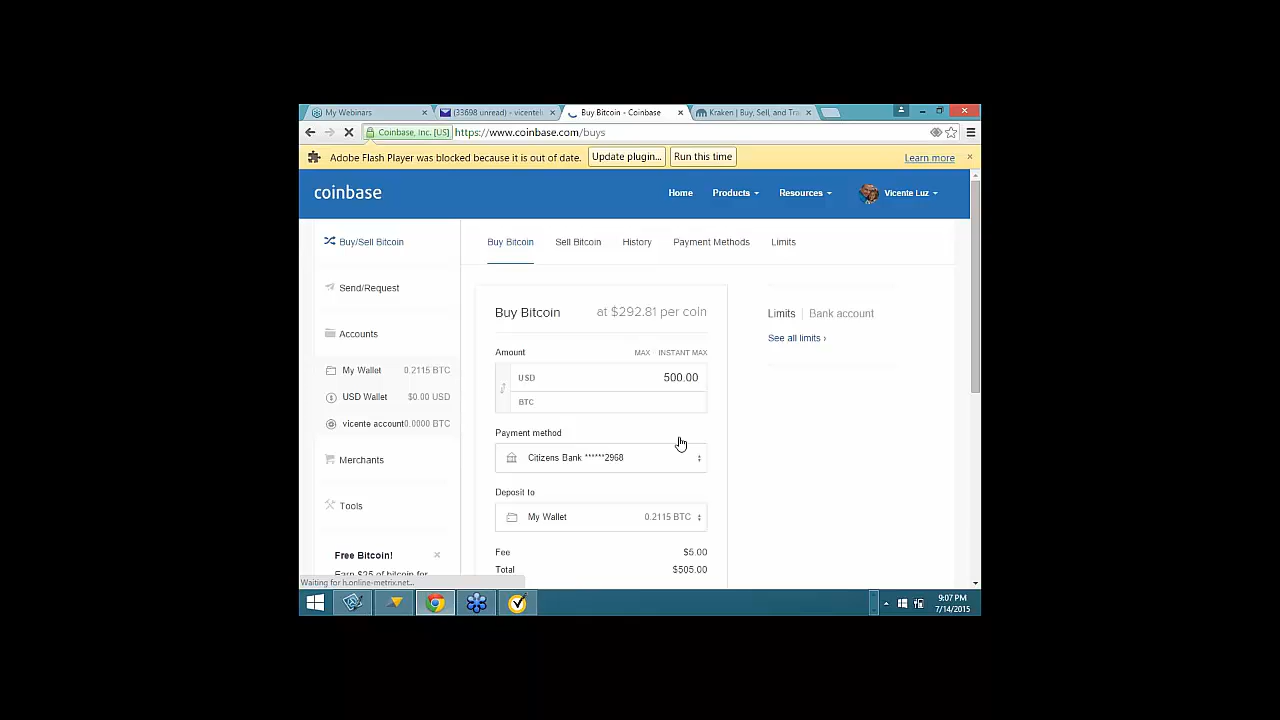 My Webinars
(33698 unread) - vicentel
Buy Bitcoin - Coinbase
Kraken | Buy, Sell, and Tra
Coinbase, Inc. [US]
https://www.coinbase.com/buys
Adobe Flash Player was blocked because it is out of date.
Update plugin...
Run this time
Learn more
coinbase
Home
Products
Resources
Vicente Luz
Buy/Sell Bitcoin
Send/Request
Accounts
My Wallet 0.2115 BTC
USD Wallet $0.00 USD
vicente account 0.0000 BTC
Merchants
Tools
Free Bitcoin!
Earn $25 of bitcoin for
Buy Bitcoin
Sell Bitcoin
History
Payment Methods
Limits
Buy Bitcoin at $292.81 per coin
Amount MAX · INSTANT MAX
USD 500.00
BTC
Payment method
Citizens Bank ******2968
Deposit to
My Wallet 0.2115 BTC
Fee $5.00
Total $505.00
Limits | Bank account
See all limits ›
Waiting for h.online-metrix.net...
9:07 PM
7/14/2015